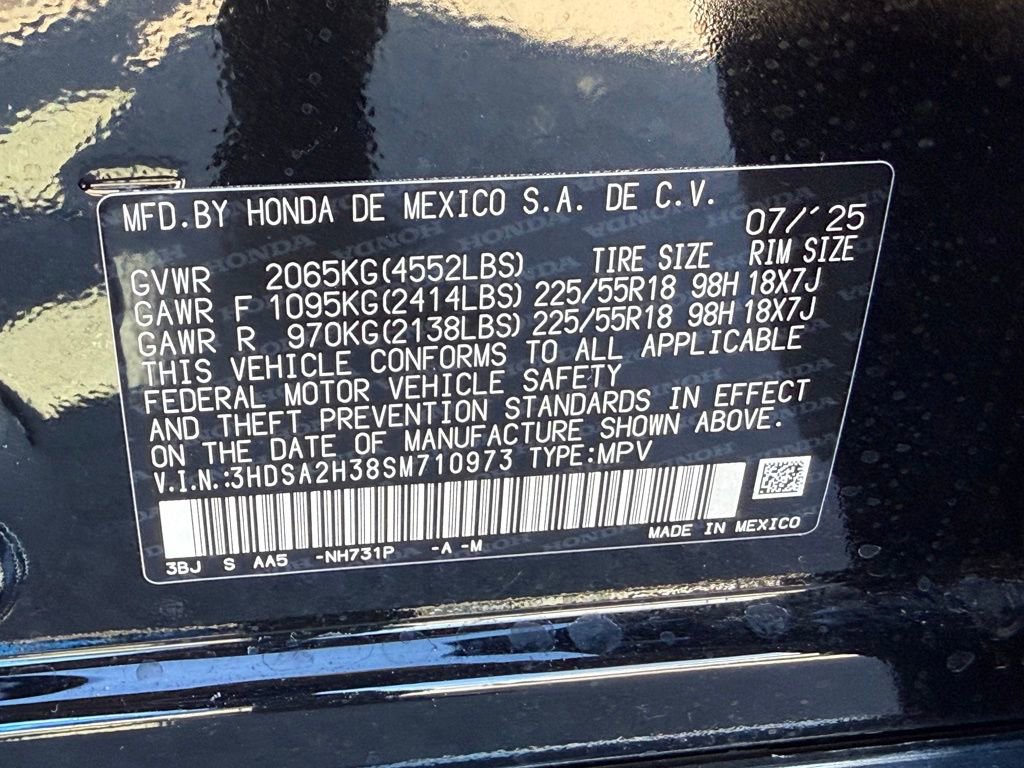 MFD.BY HONDA DE MEXICO S.A. DE C.V.
07/'25
TIRE SIZE RIM SIZE
GVWR 2065KG(4552LBS)
GAWR F 1095KG(2414LBS) 225/55R18 98H 18X7J
GAWR R 970KG(2138LBS) 225/55R18 98H 18X7J
THIS VEHICLE CONFORMS TO ALL APPLICABLE
FEDERAL MOTOR VEHICLE SAFETY
AND THEFT PREVENTION STANDARDS IN EFFECT
ON THE DATE OF MANUFACTURE SHOWN ABOVE.
V.I.N.:3HDSA2H38SM710973 TYPE:MPV
MADE IN MEXICO
3BJ S AA5 -NH731P -A -M